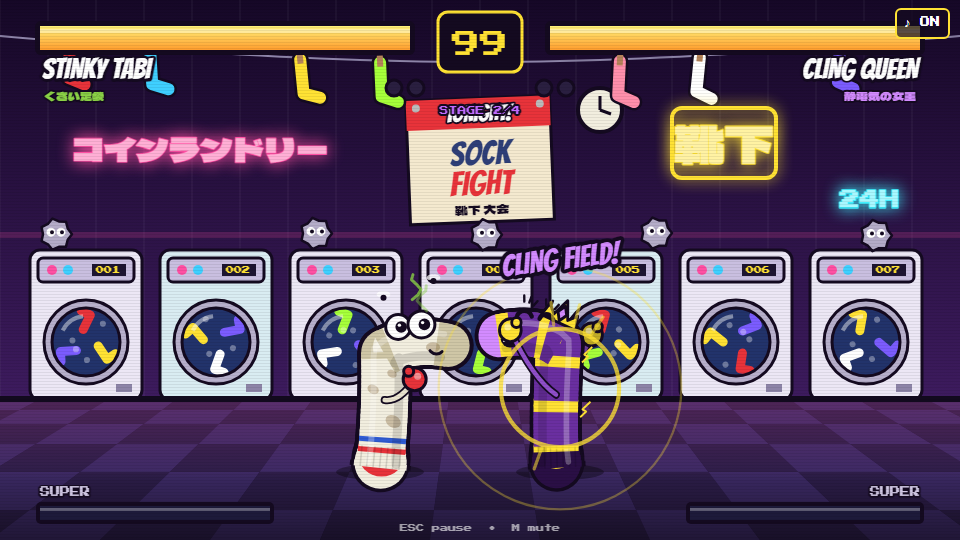 ♪ ON
99
STINKY TABI
くさい足袋
CLING QUEEN
静電気の女王
STAGE 2/4
TONIGHT!
SOCK
FIGHT
靴下大会
コインランドリー
靴下
24H
CLING FIELD!
001
002
003
005
006
007
SUPER
SUPER
ESC pause • M mute